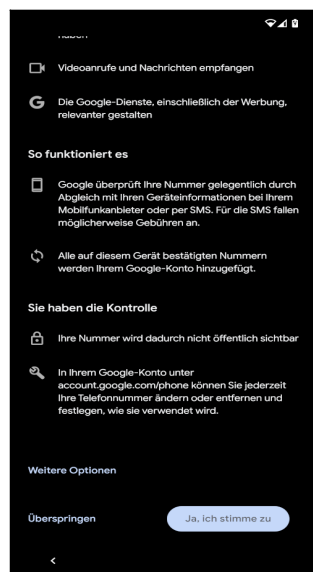 Videoanrufe und Nachrichten empfangen
Die Google-Dienste, einschließlich der Werbung,
relevanter gestalten
So funktioniert es
Google überprüft Ihre Nummer gelegentlich durch
Abgleich mit Ihren Geräteinformationen bei Ihrem
Mobilfunkanbieter oder per SMS. Für die SMS fallen
möglicherweise Gebühren an.
Alle auf diesem Gerät bestätigten Nummern
werden Ihrem Google-Konto hinzugefügt.
Sie haben die Kontrolle
Ihre Nummer wird dadurch nicht öffentlich sichtbar
In Ihrem Google-Konto unter
account.google.com/phone können Sie jederzeit
Ihre Telefonnummer ändern oder entfernen und
festlegen, wie sie verwendet wird.
Weitere Optionen
Überspringen
Ja, ich stimme zu